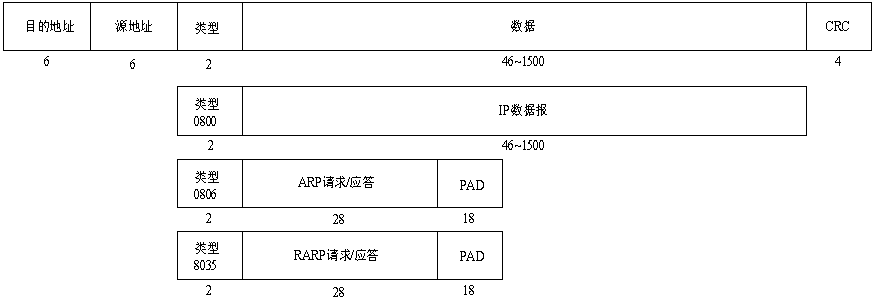 目的地址 源地址 类型 数据 CRC
6 6 2 46~1500 4
类型
0800
IP数据报
2 46~1500
类型
0806
ARP请求/应答 PAD
2 28 18
类型
8035
RARP请求/应答 PAD
2 28 18